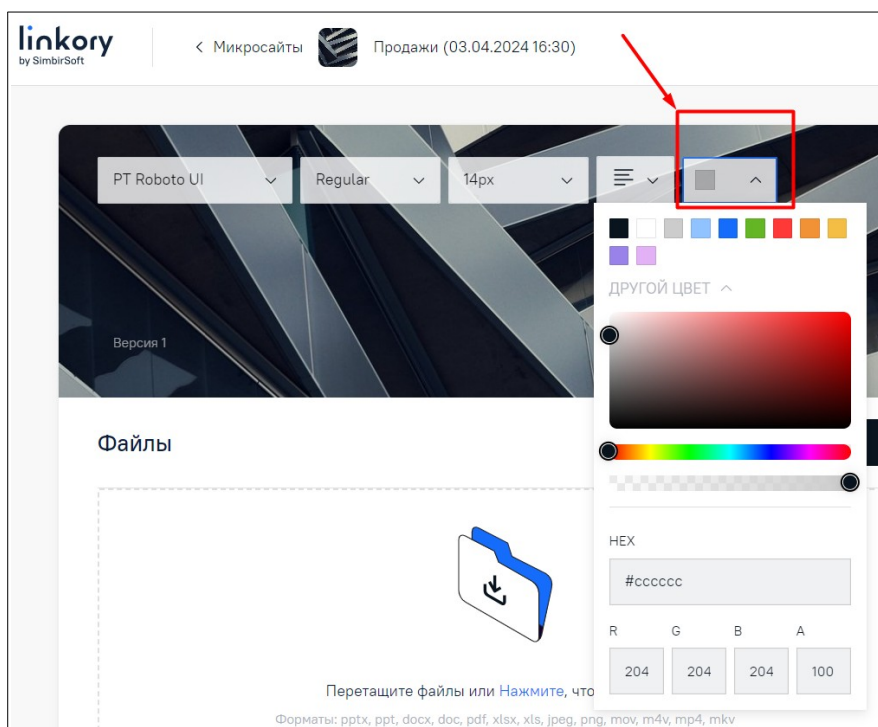 linkory
by SimbirSoft
Микросайты
Продажи (03.04.2024 16:30)
PT Roboto UI
Regular
14px
ДРУГОЙ ЦВЕТ
Версия 1
Файлы
HEX
#cccccc
R G B A
204 204 204 100
Перетащите файлы или Нажмите, что
Форматы: pptx, ppt, docx, doc, pdf, xlsx, xls, jpeg, png, mov, m4v, mp4, mkv